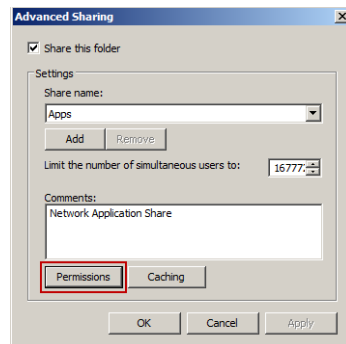 Advanced Sharing
Share this folder
Settings
Share name:
Apps
Add Remove
Limit the number of simultaneous users to:
Comments:
Network Application Share
Permissions Caching
OK Cancel Apply